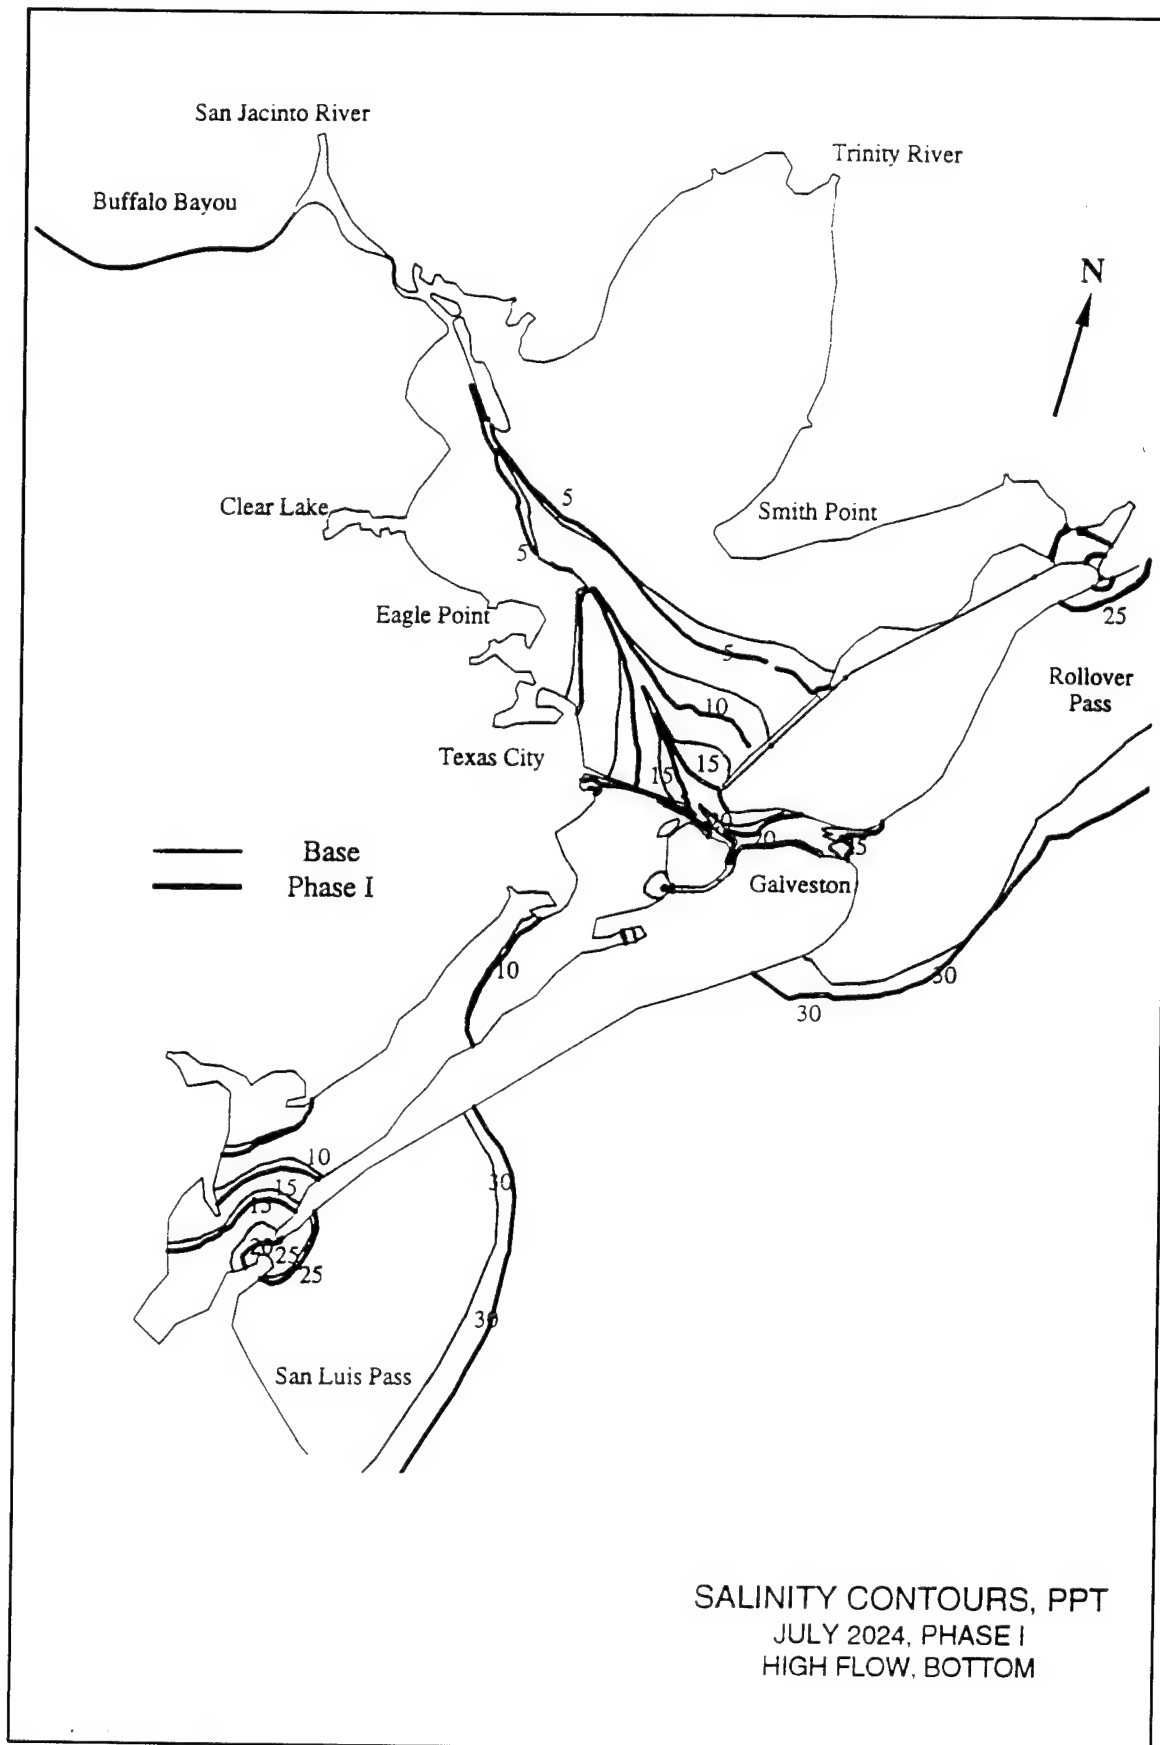 San Jacinto River
Trinity River
Buffalo Bayou
N
5
Clear Lake
Smith Point
5
Eagle Point
25
5
Rollover
Pass
10
Texas City
15
15
20
Base
Phase I
Galveston
10
30
30
10
30
15
15
20
25
25
30
San Luis Pass
SALINITY CONTOURS, PPT
JULY 2024, PHASE I
HIGH FLOW, BOTTOM